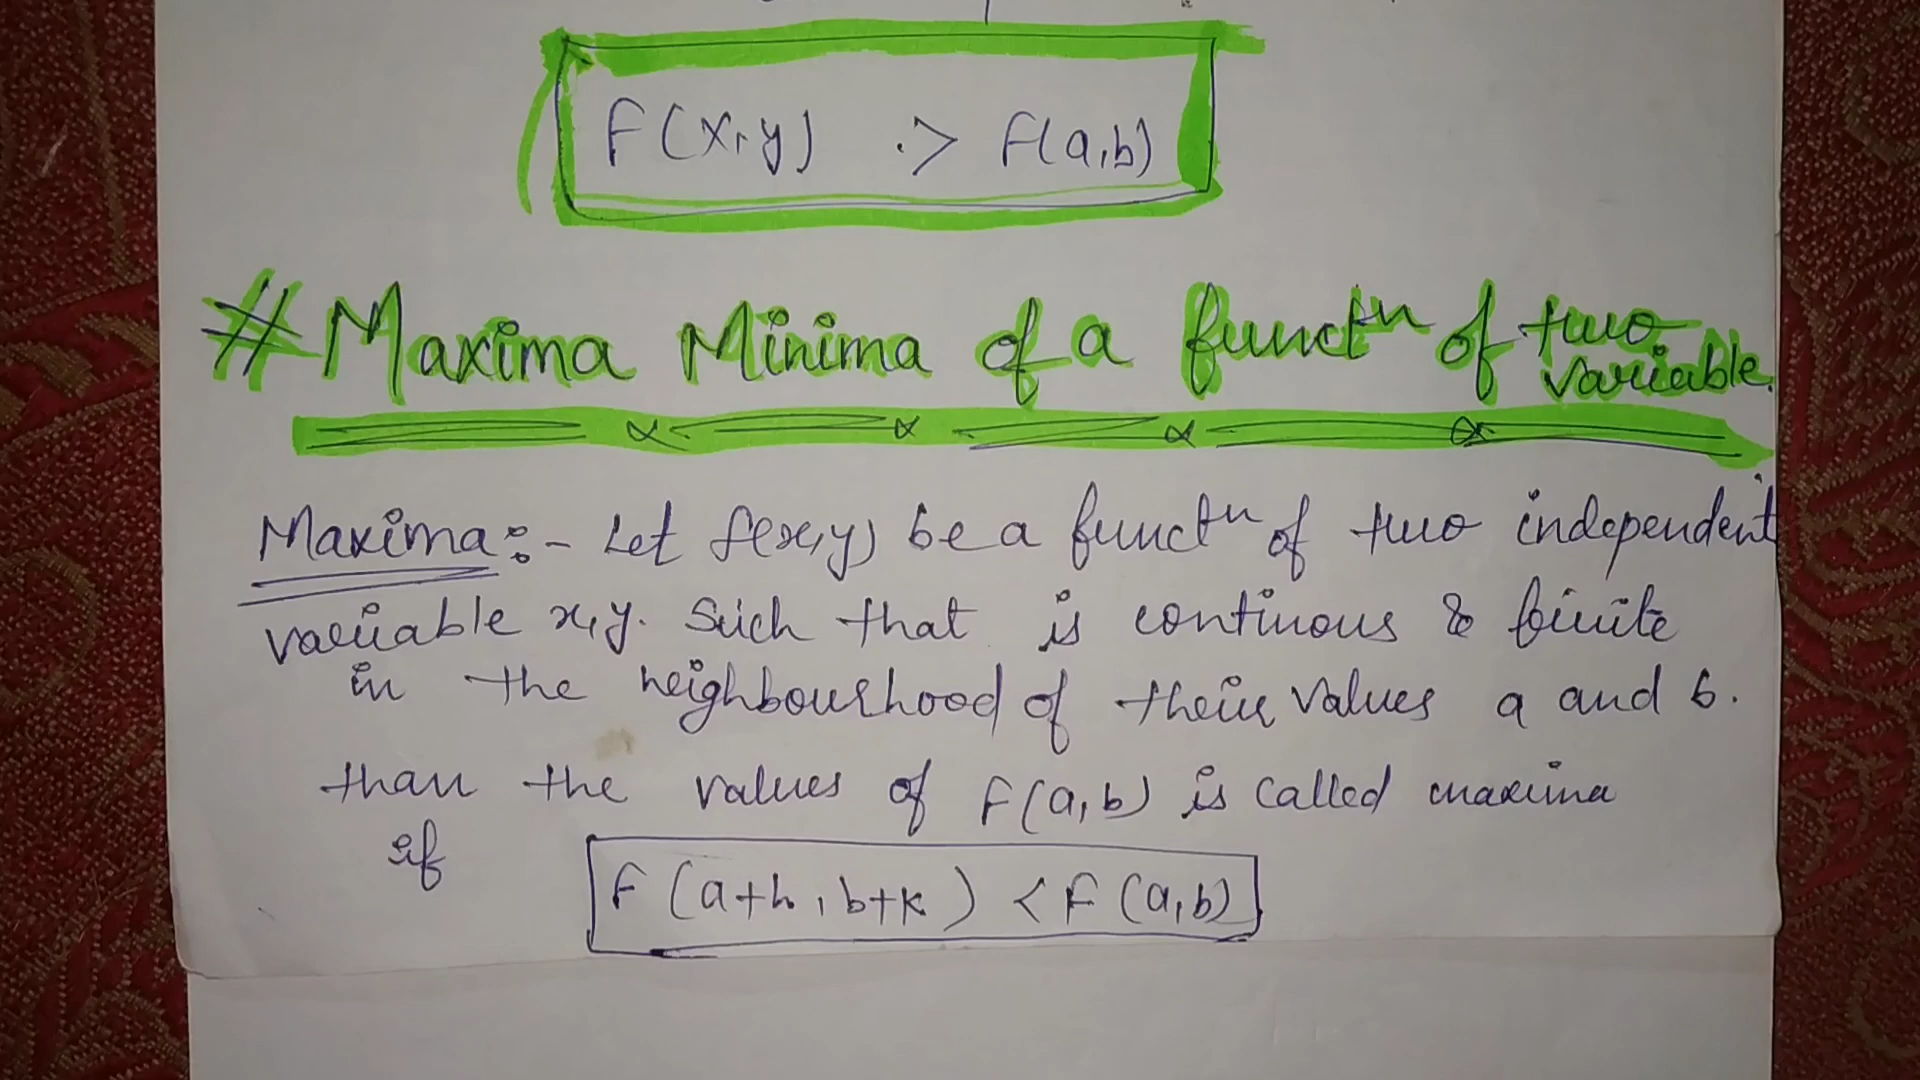 F(x,y) .> F(a,b)
# Maxima Minima of a functn of two
variable.
Maxima:- Let f(x,y) be a functn of two independent
variable x,y. Such that is continous & finite
in the neighbourhood of their values a and b.
than the values of F(a,b) is called maxima
if
F (a+h, b+k) < F (a,b)